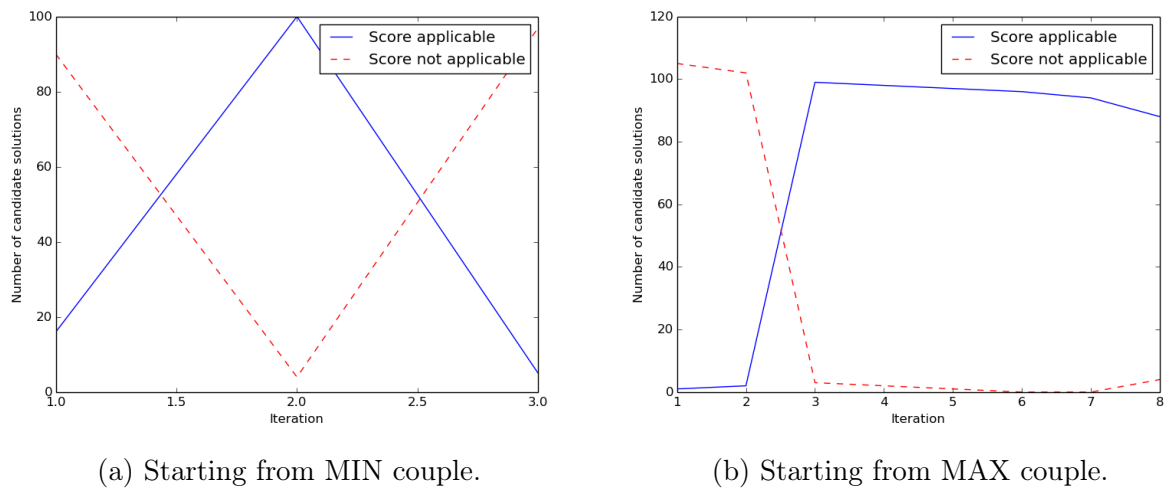 100
80
60
40
20
0
Number of candidate solutions
Score applicable
Score not applicable
1.0 1.5 2.0 2.5 3.0
Iteration
(a) Starting from MIN couple.
120
100
80
60
40
20
0
Number of candidate solutions
Score applicable
Score not applicable
1 2 3 4 5 6 7 8
Iteration
(b) Starting from MAX couple.